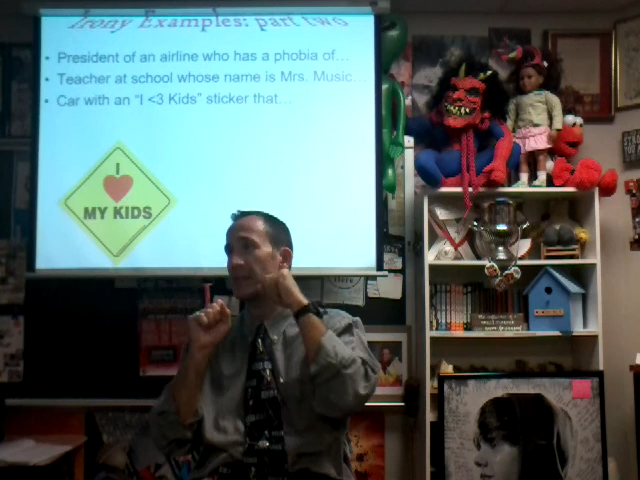 Irony Examples: part two
• President of an airline who has a phobia of…
• Teacher at school whose name is Mrs. Music…
• Car with an "I <3 Kids" sticker that…
I
MY KIDS
Here